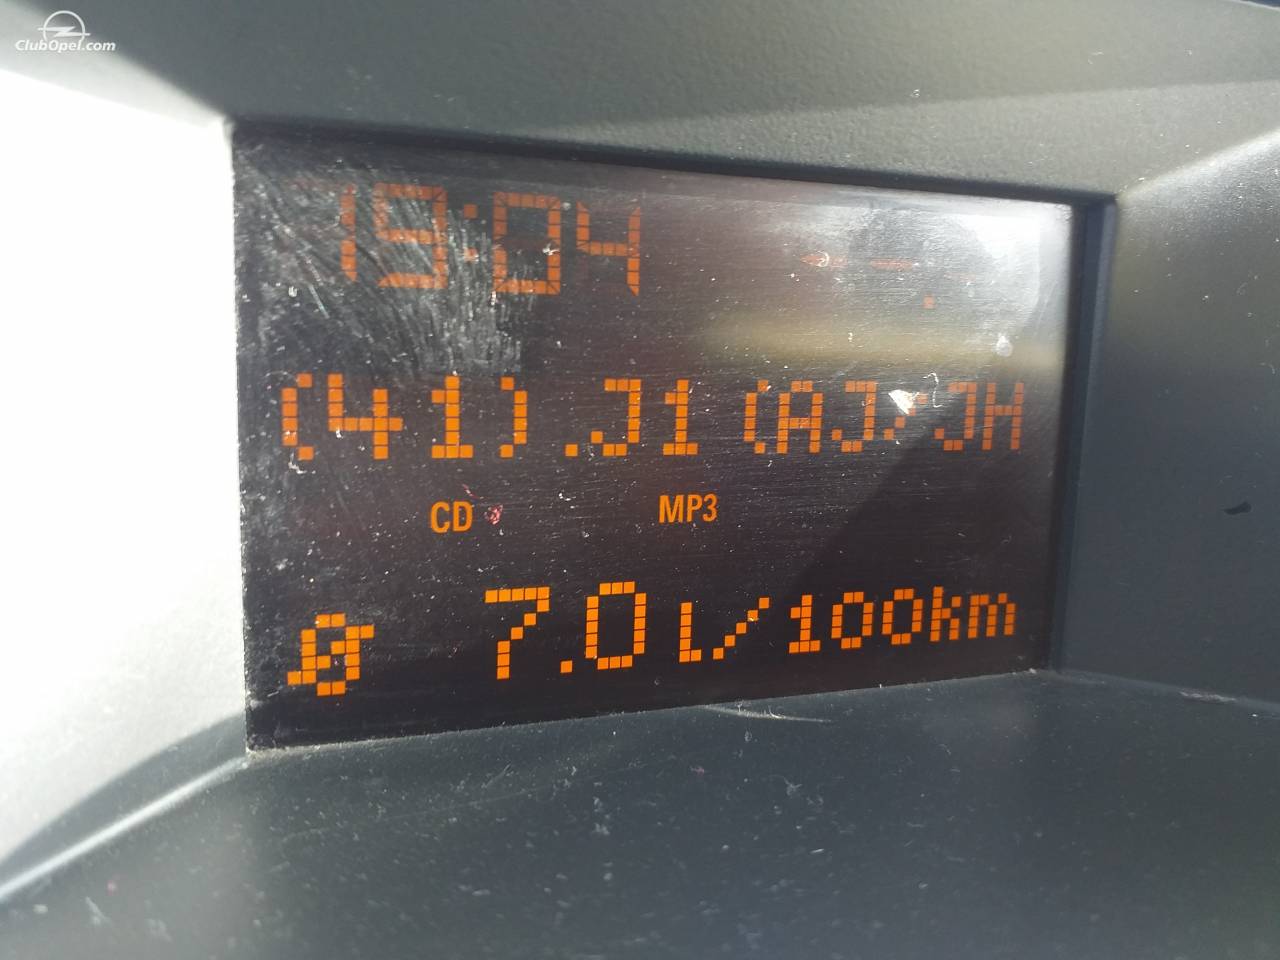 ClubOpel.com
19:04
(41).J1 (AJ/JH
CD MP3
Ø 7.0l/100km